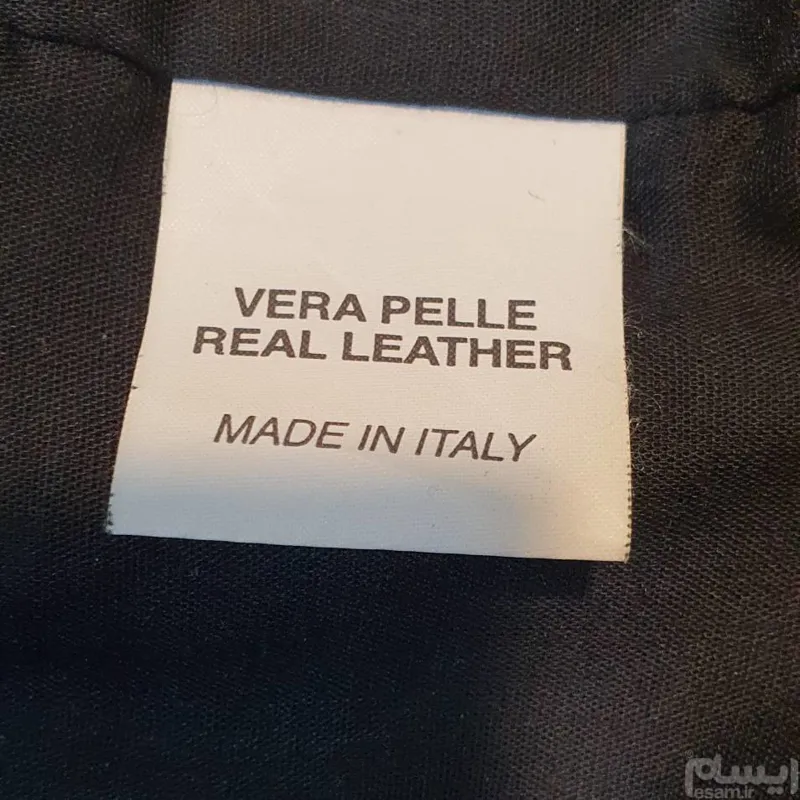 VERA PELLE
REAL LEATHER
MADE IN ITALY
ایسام
esam.ir